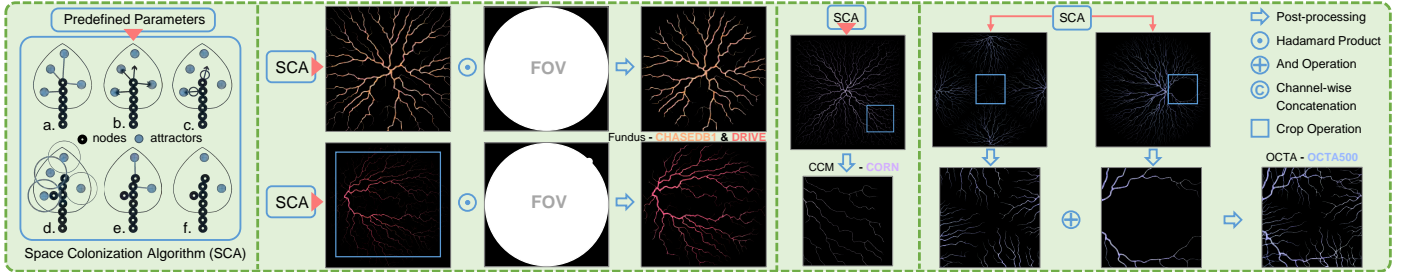 Predefined Parameters
a.
b.
c.
nodes
attractors
d.
e.
f.
Space Colonization Algorithm (SCA)
SCA
FOV
Fundus - CHASEDB1 & DRIVE
SCA
FOV
SCA
CCM - CORN
SCA
OCTA - OCTA500
Post-processing
Hadamard Product
And Operation
C Channel-wise
Concatenation
Crop Operation